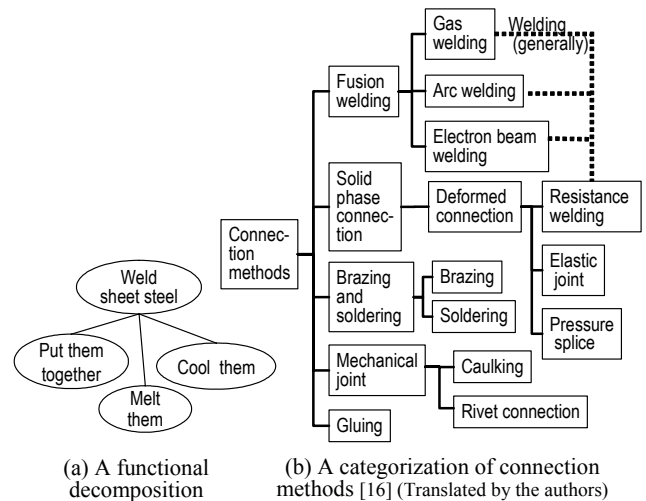 Weld
sheet steel
Put them
together
Melt
them
Cool them
(a) A functional
decomposition
Connec-
tion
methods
Fusion
welding
Gas
welding
Welding
(generally)
Arc welding
Electron beam
welding
Solid
phase
connec-
tion
Deformed
connection
Resistance
welding
Elastic
joint
Pressure
splice
Brazing
and
soldering
Brazing
Soldering
Mechanical
joint
Caulking
Rivet connection
Gluing
(b) A categorization of connection
methods [16] (Translated by the authors)